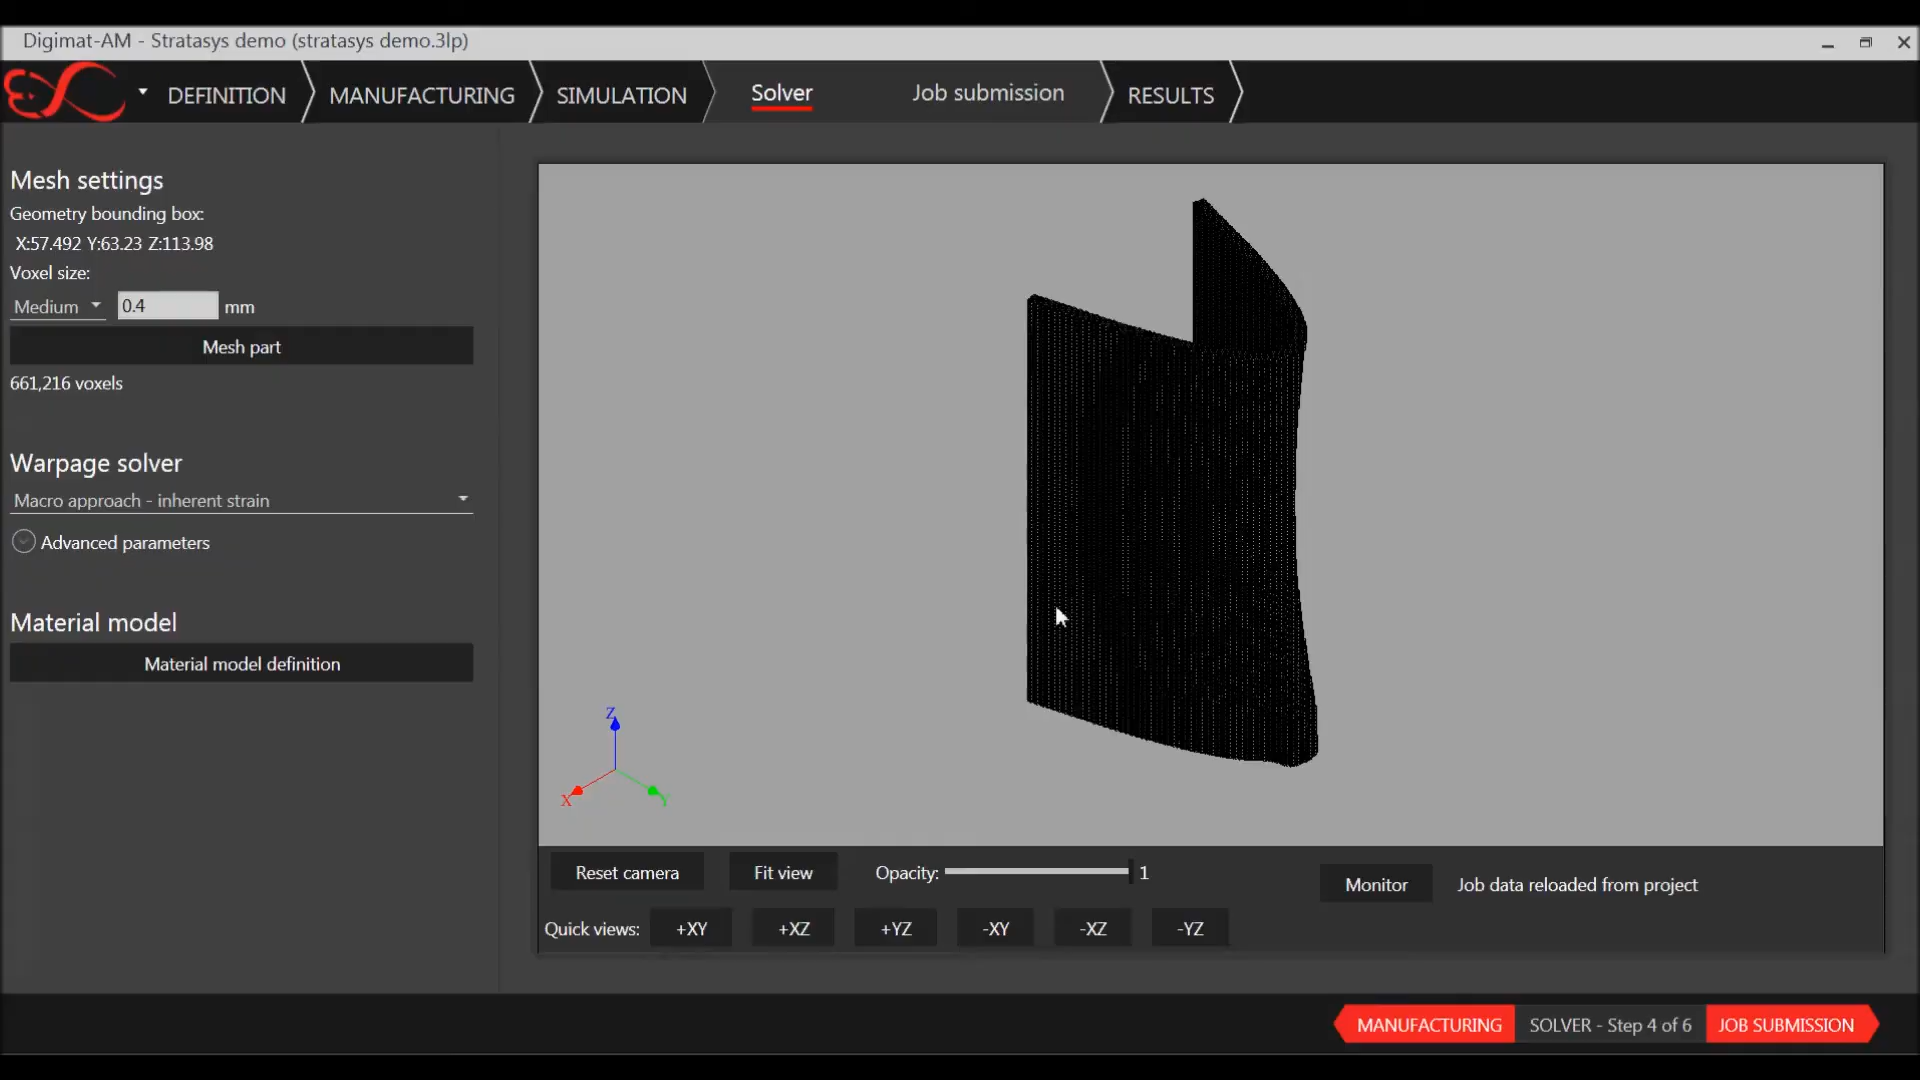 Digimat-AM - Stratasys demo (stratasys demo.3lp)
DEFINITION
MANUFACTURING
SIMULATION
Solver
Job submission
RESULTS
Mesh settings
Geometry bounding box:
X:57.492 Y:63.23 Z:113.98
Voxel size:
Medium 0.4 mm
Mesh part
661,216 voxels
Warpage solver
Macro approach - inherent strain
Advanced parameters
Material model
Material model definition
Z
X
Y
Reset camera
Fit view
Opacity: 1
Monitor
Job data reloaded from project
Quick views: +XY +XZ +YZ -XY -XZ -YZ
MANUFACTURING
SOLVER - Step 4 of 6
JOB SUBMISSION